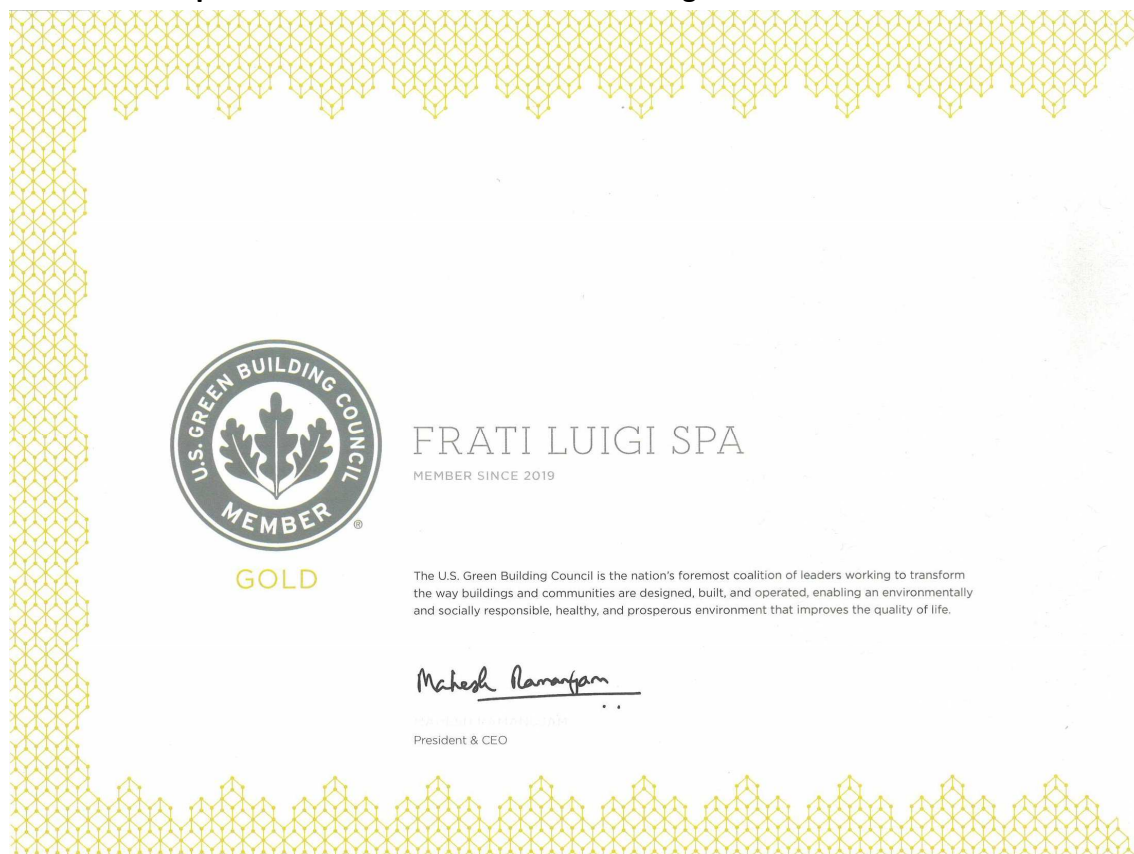 U.S. GREEN BUILDING COUNCIL
MEMBER
®
GOLD
FRATI LUIGI SPA
MEMBER SINCE 2019
The U.S. Green Building Council is the nation's foremost coalition of leaders working to transform
the way buildings and communities are designed, built, and operated, enabling an environmentally
and socially responsible, healthy, and prosperous environment that improves the quality of life.
Mahesh Ramanujam
President & CEO